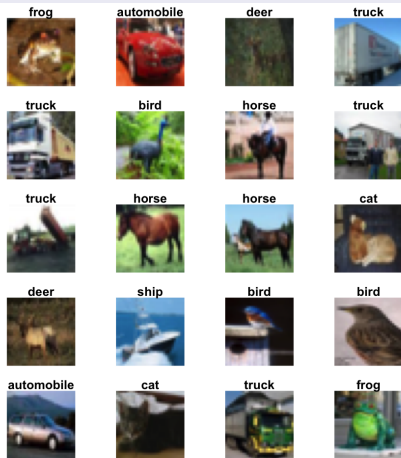 frog automobile deer truck
truck bird horse truck
truck horse horse cat
deer ship bird bird
automobile cat truck frog